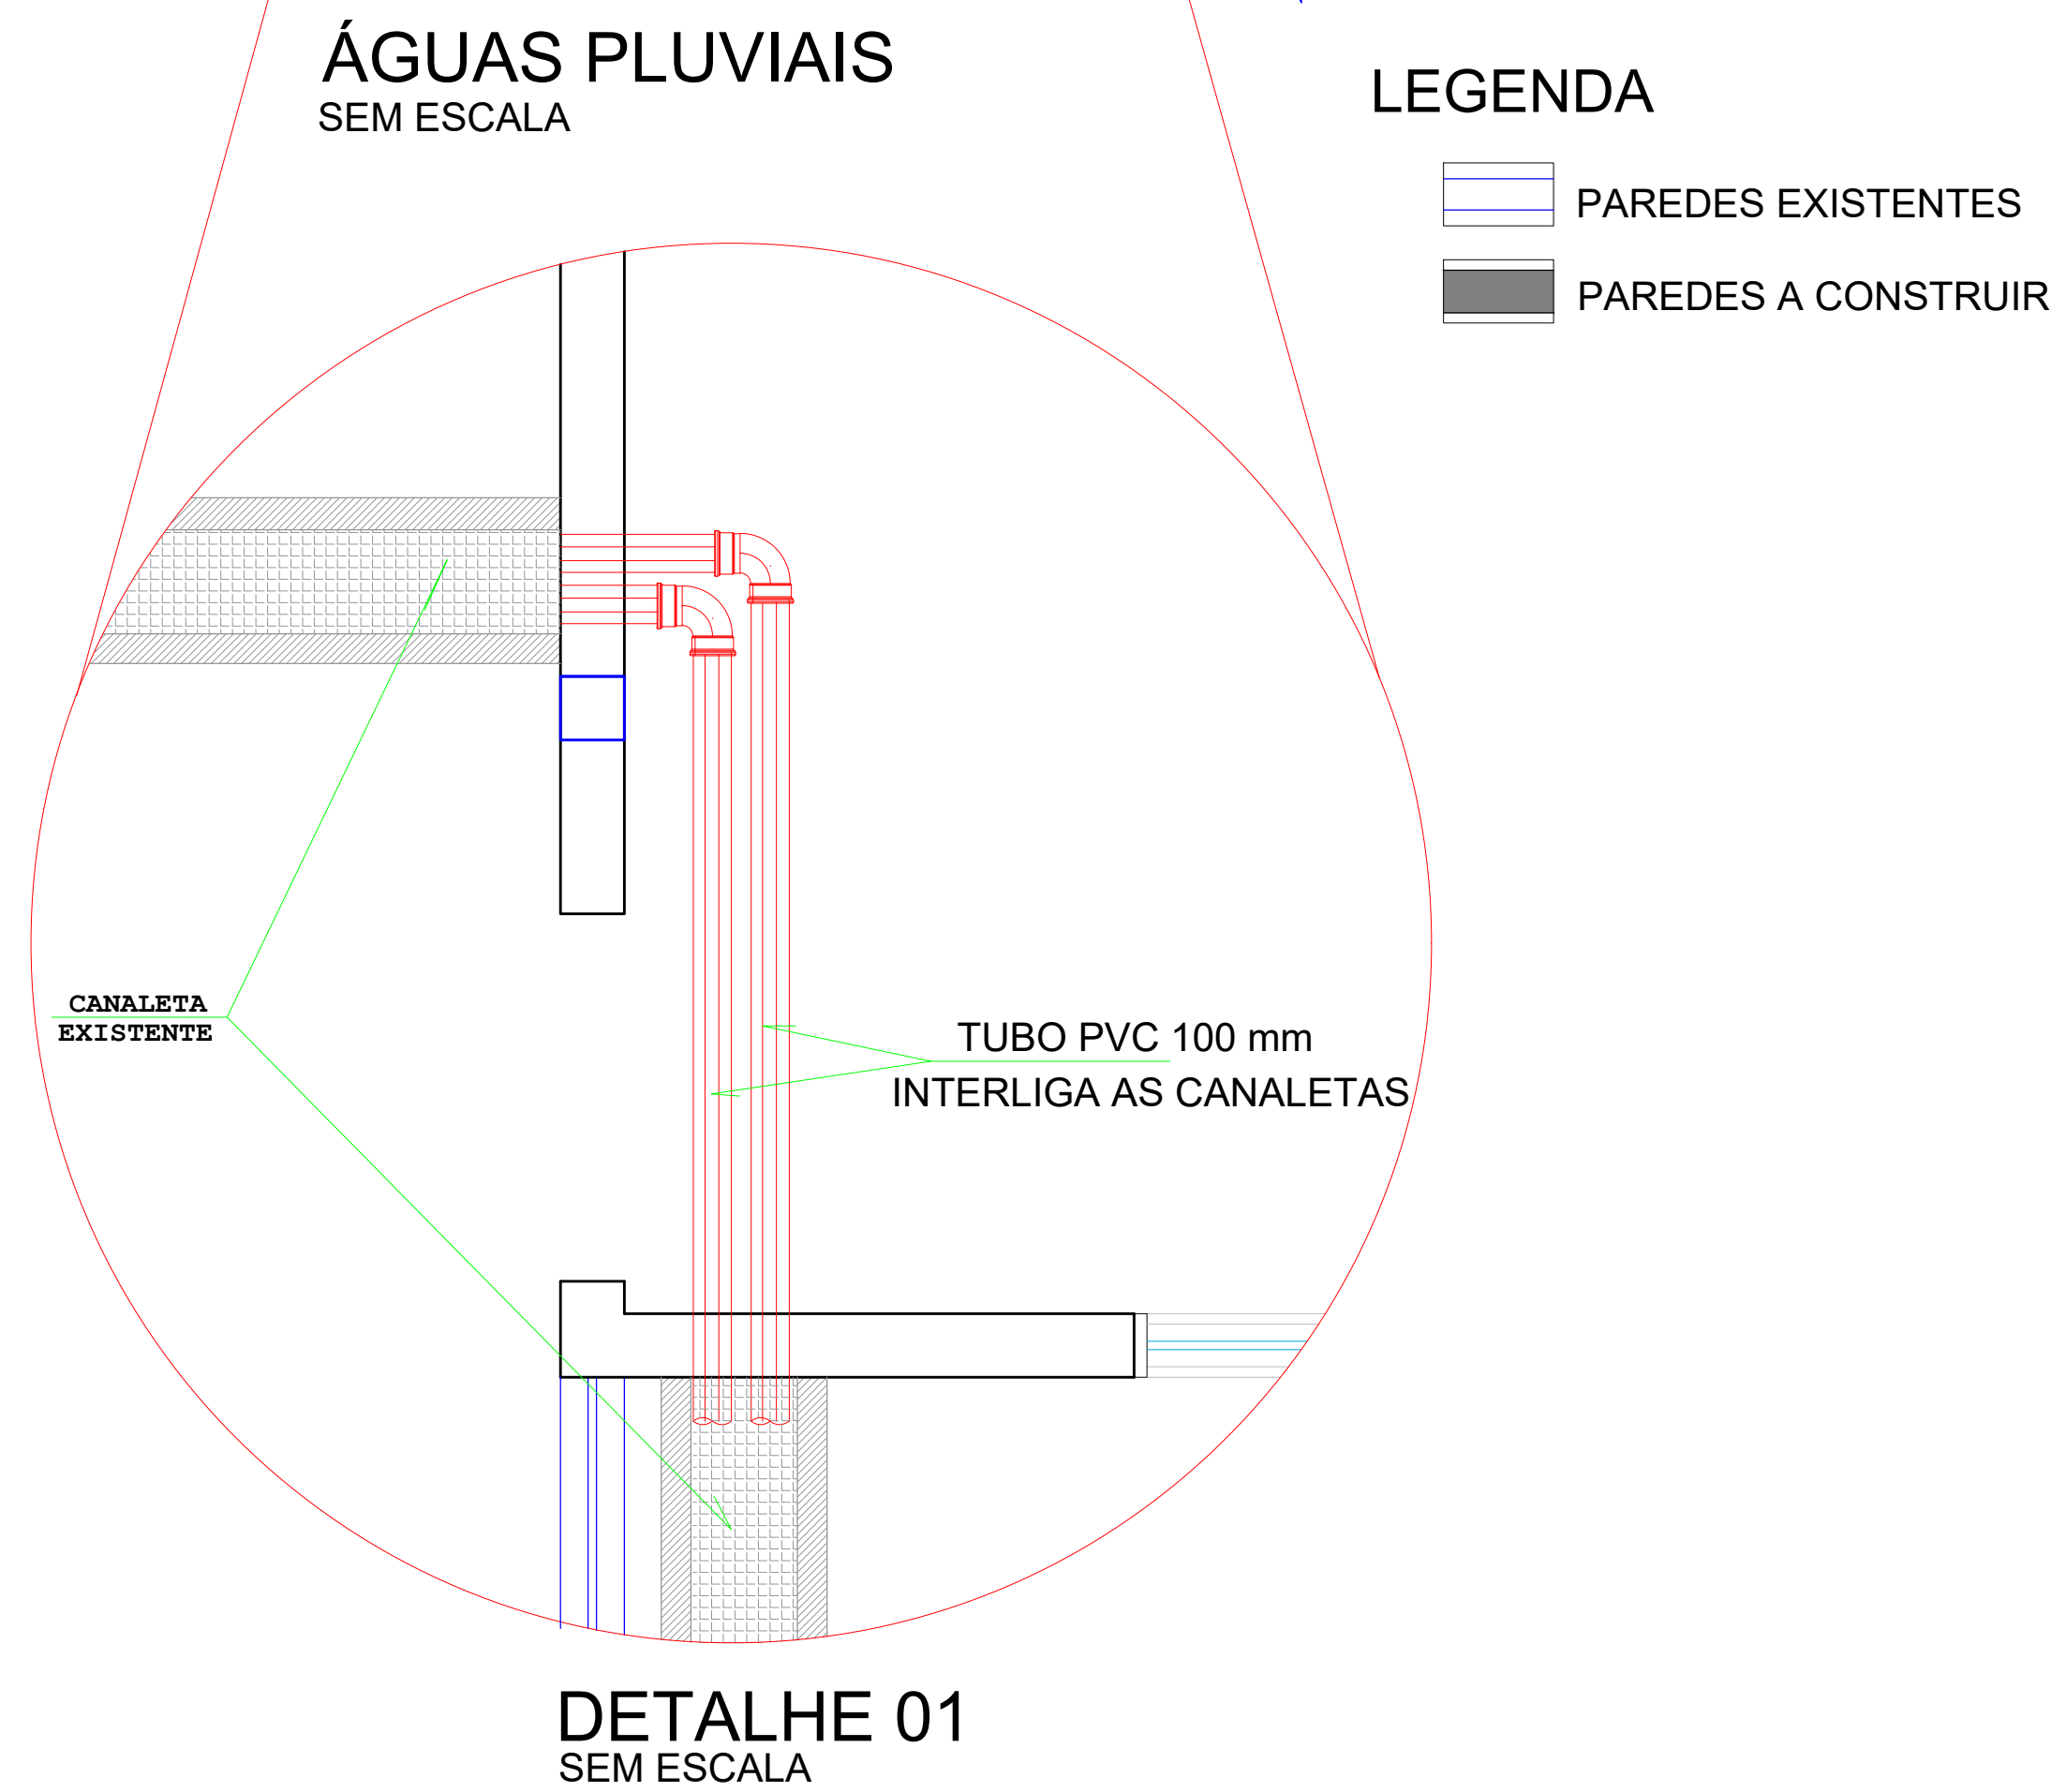 ÁGUAS PLUVIAIS
SEM ESCALA
LEGENDA
PAREDES EXISTENTES
PAREDES A CONSTRUIR
CANALETA
EXISTENTE
TUBO PVC 100 mm
INTERLIGA AS CANALETAS
DETALHE 01
SEM ESCALA